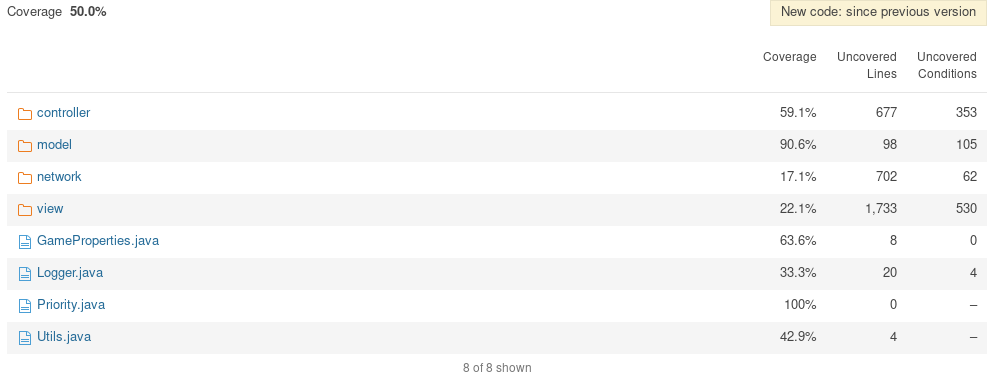 Coverage 50.0%
New code: since previous version
Coverage Uncovered Lines Uncovered Conditions
controller 59.1% 677 353
model 90.6% 98 105
network 17.1% 702 62
view 22.1% 1,733 530
GameProperties.java 63.6% 8 0
Logger.java 33.3% 20 4
Priority.java 100% 0 –
Utils.java 42.9% 4 –
8 of 8 shown